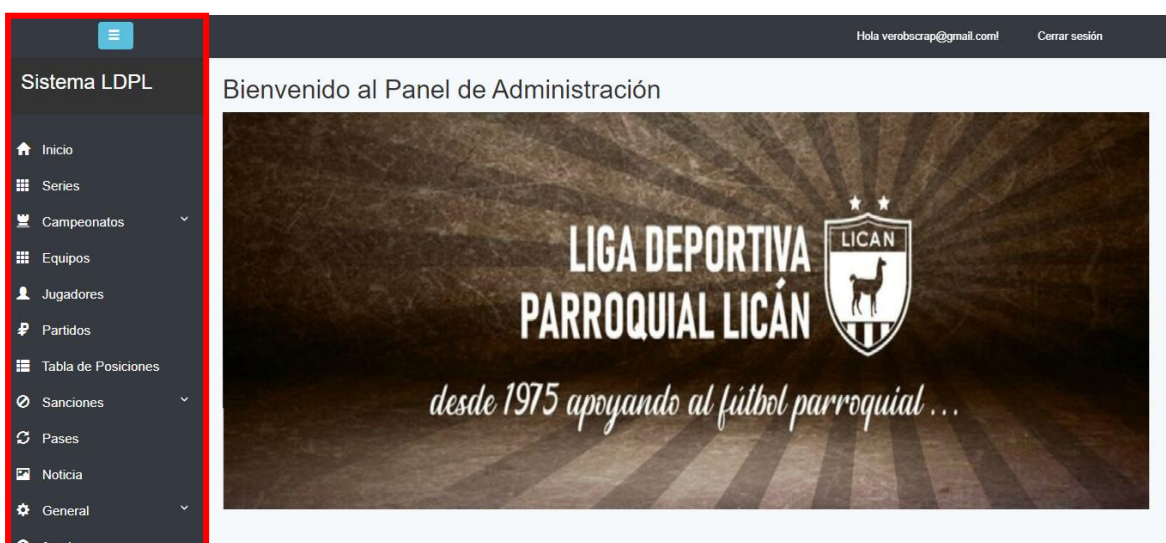 Hola verobscrap@gmail.com!
Cerrar sesión
Sistema LDPL
Bienvenido al Panel de Administración
Inicio
Series
Campeonatos
Equipos
Jugadores
Partidos
Tabla de Posiciones
Sanciones
Pases
Noticia
General
LIGA DEPORTIVA
PARROQUIAL LICÁN
LICAN
desde 1975 apoyando al fútbol parroquial ...